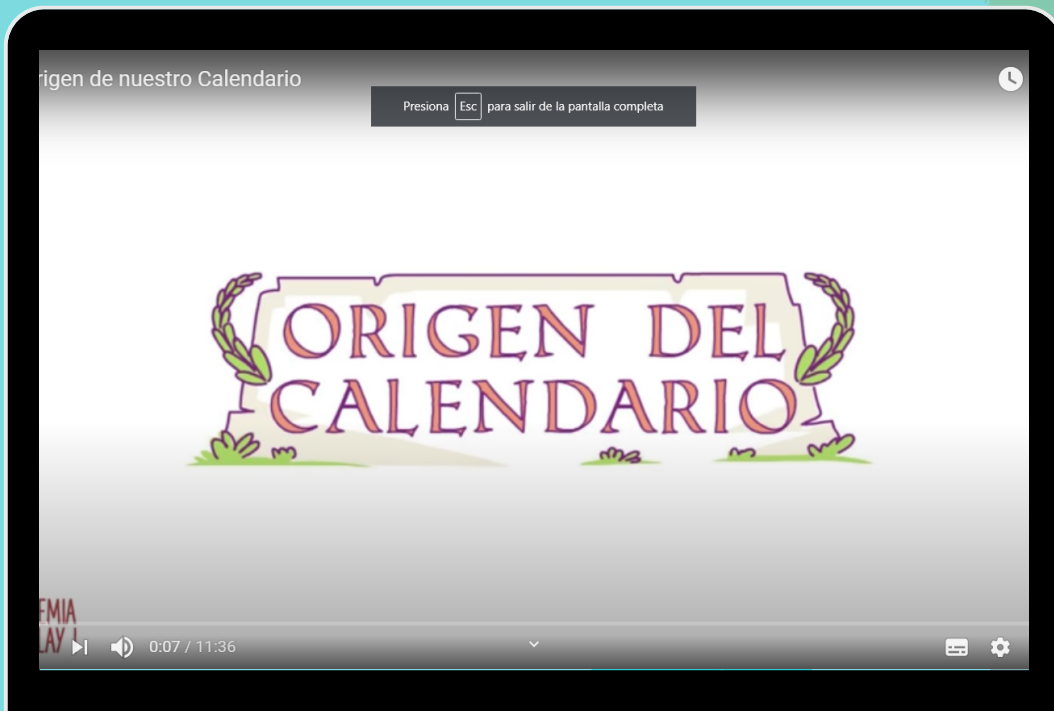 rigen de nuestro Calendario
Presiona Esc para salir de la pantalla completa
ORIGEN DEL
CALENDARIO
EMIA
LAY
0:07 / 11:36